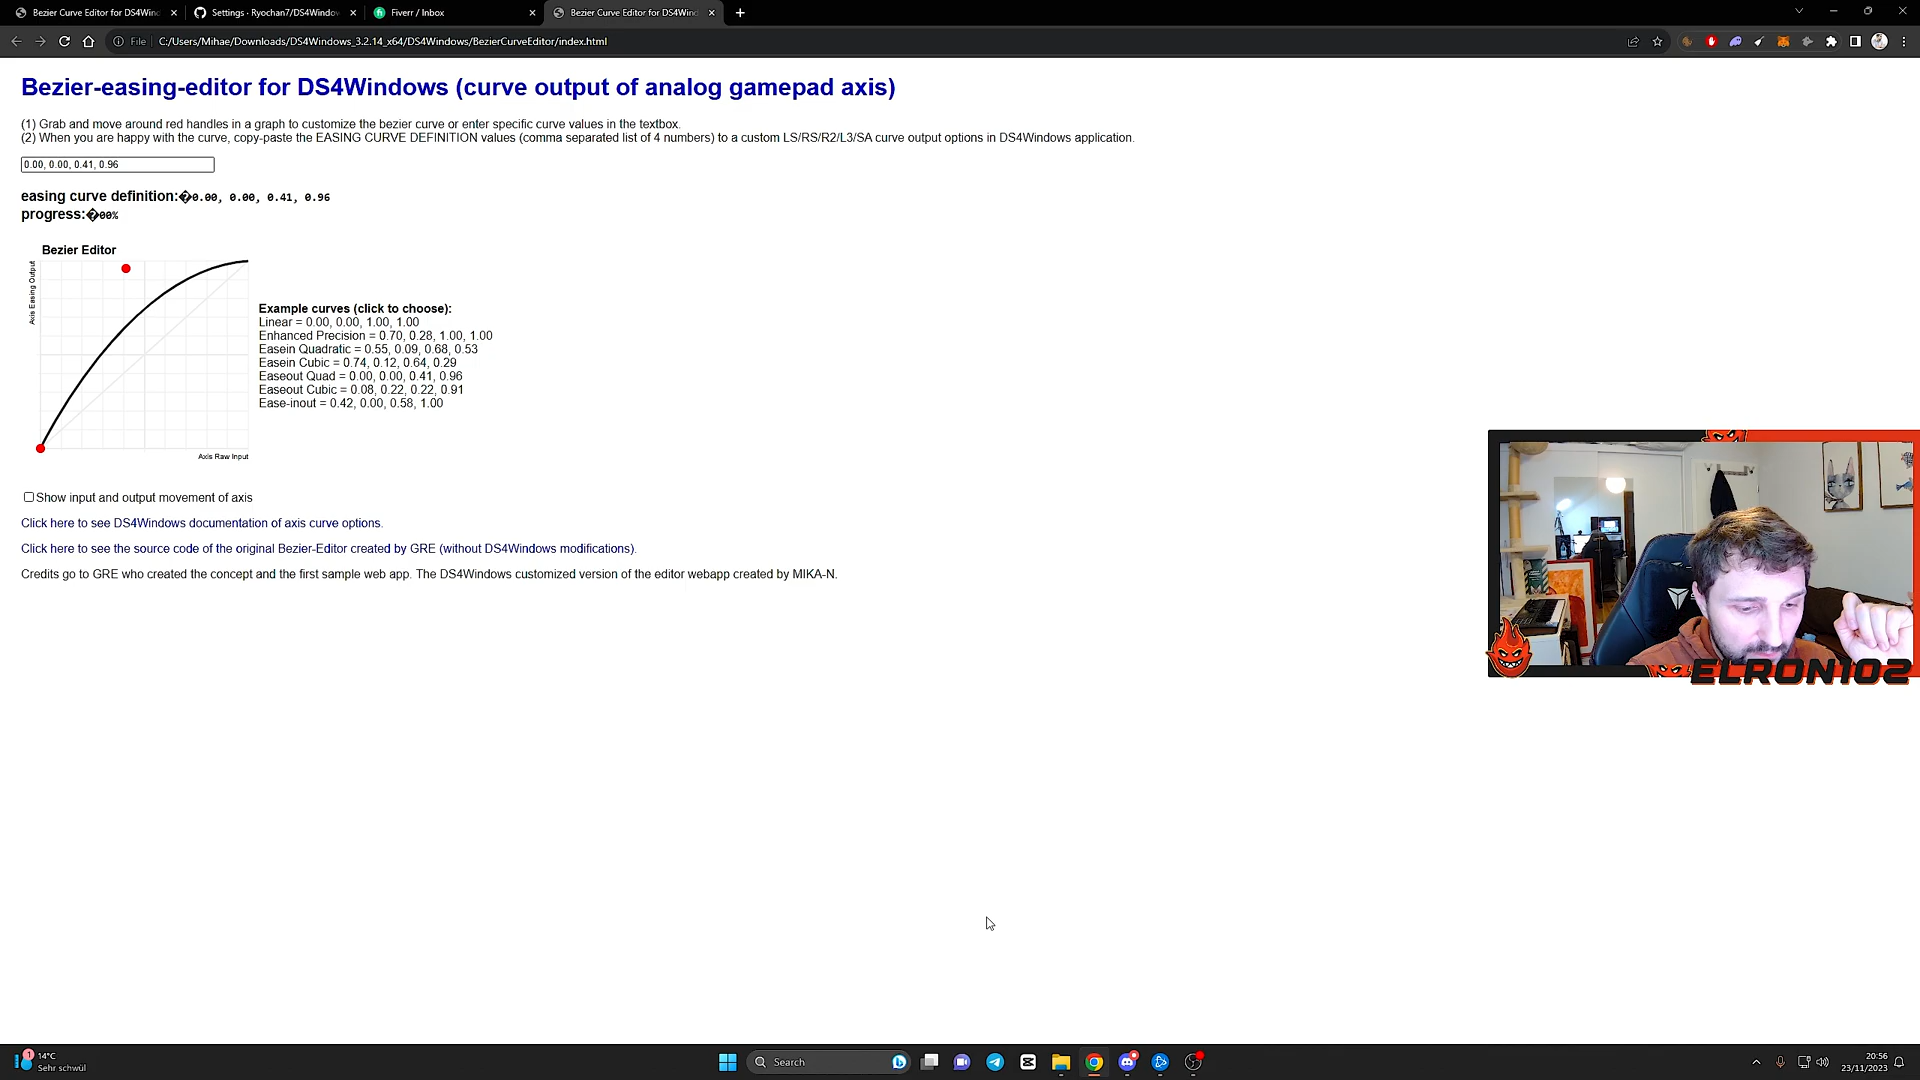 Bezier Curve Editor for DS4Wind
Settings · Ryochan7/DS4Window
Fiverr / Inbox
Bezier Curve Editor for DS4Wind
File
C:/Users/Mihae/Downloads/DS4Windows_3.2.14_x64/DS4Windows/BezierCurveEditor/index.html
Bezier-easing-editor for DS4Windows (curve output of analog gamepad axis)
(1) Grab and move around red handles in a graph to customize the bezier curve or enter specific curve values in the textbox.
(2) When you are happy with the curve, copy-paste the EASING CURVE DEFINITION values (comma separated list of 4 numbers) to a custom LS/RS/R2/L3/SA curve output options in DS4Windows application.
0.00, 0.00, 0.41, 0.96
easing curve definition:�0.00, 0.00, 0.41, 0.96
progress:�00%
Bezier Editor
Axis Easing Output
Axis Raw Input
Example curves (click to choose):
Linear = 0.00, 0.00, 1.00, 1.00
Enhanced Precision = 0.70, 0.28, 1.00, 1.00
Easein Quadratic = 0.55, 0.09, 0.68, 0.53
Easein Cubic = 0.74, 0.12, 0.64, 0.29
Easeout Quad = 0.00, 0.00, 0.41, 0.96
Easeout Cubic = 0.08, 0.22, 0.22, 0.91
Ease-inout = 0.42, 0.00, 0.58, 1.00
Show input and output movement of axis
Click here to see DS4Windows documentation of axis curve options.
Click here to see the source code of the original Bezier-Editor created by GRE (without DS4Windows modifications).
Credits go to GRE who created the concept and the first sample web app. The DS4Windows customized version of the editor webapp created by MIKA-N.
ELRON102
1
14°C
Sehr schwül
Search
20:56
23/11/2023